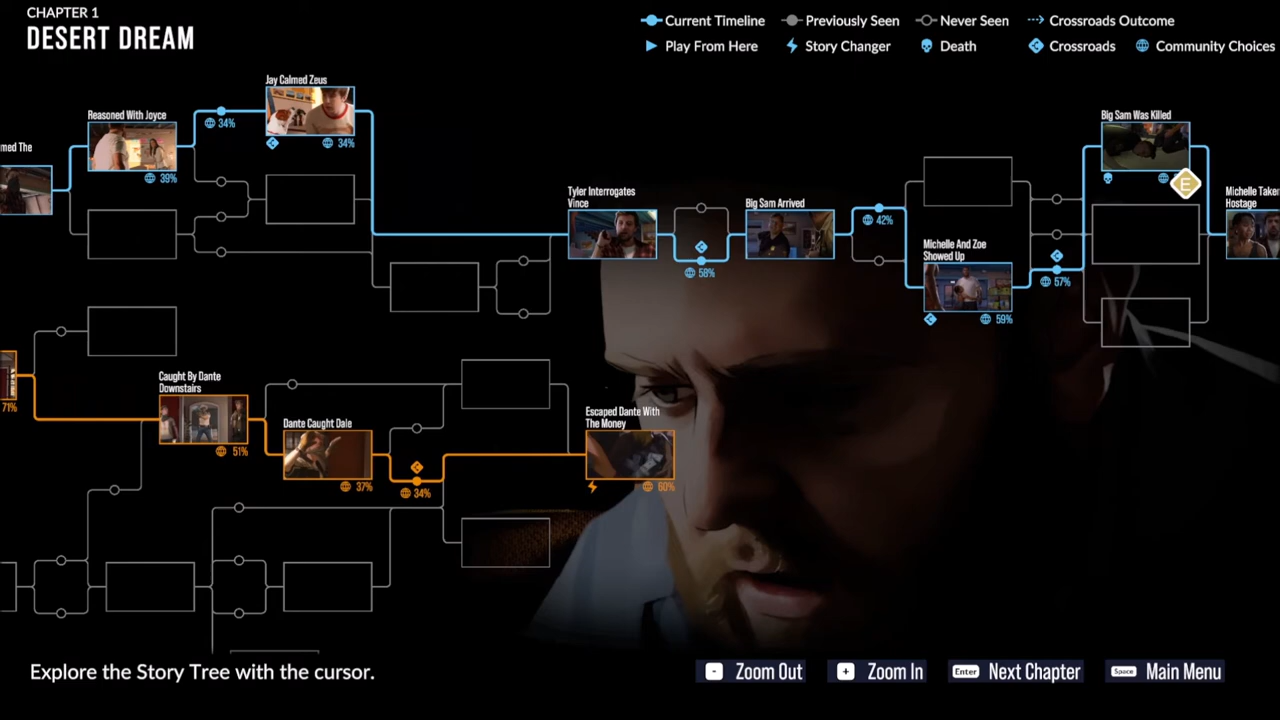 CHAPTER 1
DESERT DREAM
Current Timeline
Previously Seen
Never Seen
Crossroads Outcome
Play From Here
Story Changer
Death
Crossroads
Community Choices
Jay Calmed Zeus
Reasoned With Joyce
34%
34%
med The
39%
Big Sam Was Killed
E
Tyler Interrogates
Vince
Big Sam Arrived
Michelle Taken
Hostage
42%
Michelle And Zoe
Showed Up
58%
57%
59%
Caught By Dante
Downstairs
71%
51%
Dante Caught Dale
Escaped Dante With
The Money
37%
34%
60%
Explore the Story Tree with the cursor.
- Zoom Out
+ Zoom In
Enter Next Chapter
Space Main Menu